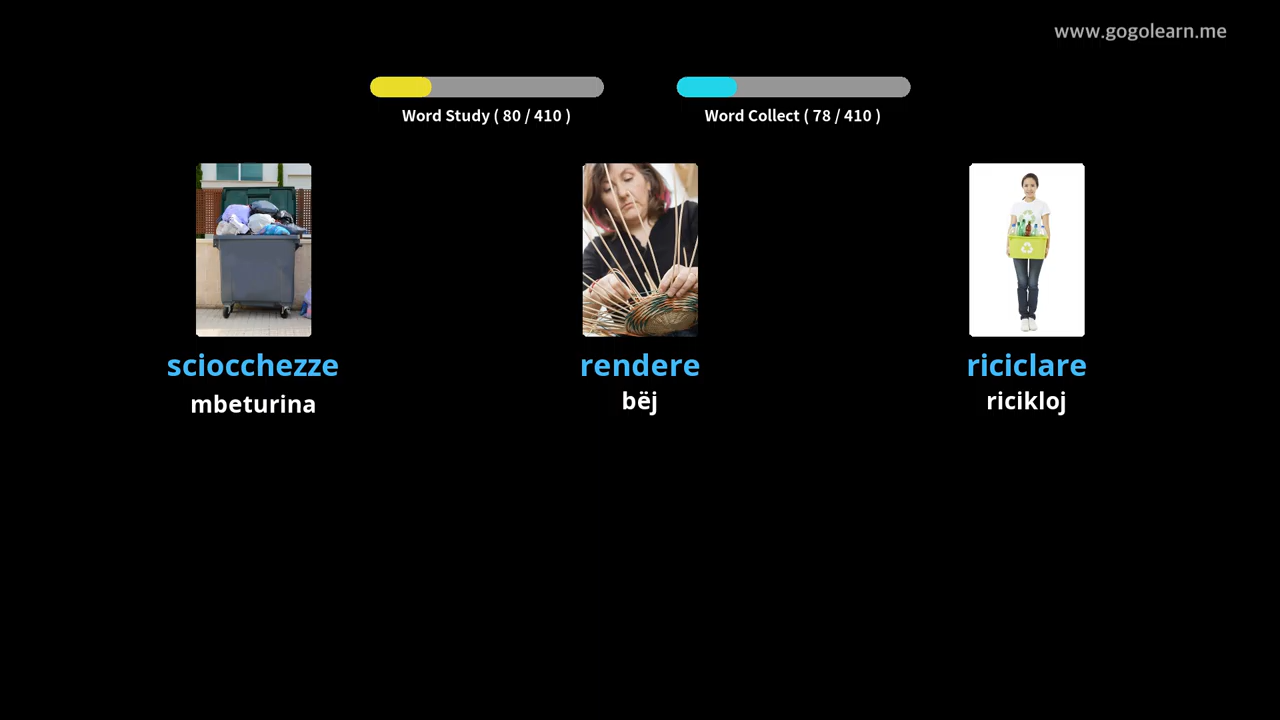 www.gogolearn.me
Word Study ( 80 / 410 )
Word Collect ( 78 / 410 )
sciocchezze
mbeturina
rendere
bëj
riciclare
ricikloj